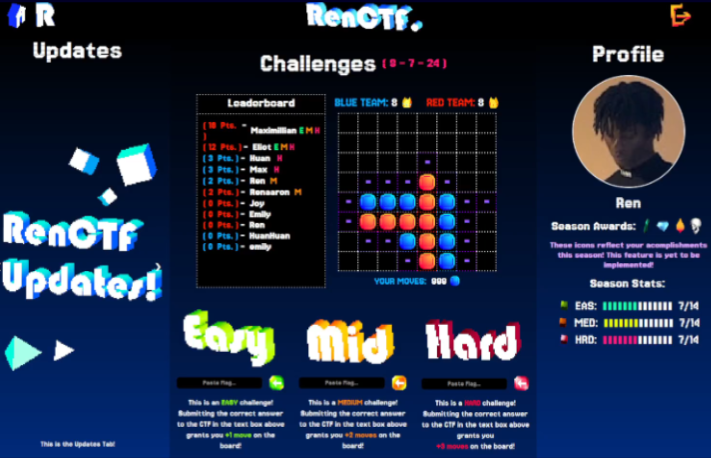 R
RenCTF.
Updates
Challenges (9-7-24)
Profile
Leaderboard
BLUE TEAM: 8
RED TEAM: 8
[16 Pts.] - Maximillian E M H
[12 Pts.] - Eliot E M H
[3 Pts.] - Huan H
[3 Pts.] - Max H
[2 Pts.] - Ren M
[2 Pts.] - Renaaron M
[0 Pts.] - Joy
[0 Pts.] - Emily
[0 Pts.] - Ron
[0 Pts.] - HuanHuan
[0 Pts.] - emily
YOUR MOVES: 000
RenCTF
Updates!
This is the Updates Tab!
Easy
Mid
Hard
Paste flag...
Paste flag...
Paste flag...
This is an EASY challenge!
Submitting the correct answer
to the CTF in the text box above
grants you +1 move on the
board!
This is a MEDIUM challenge!
Submitting the correct answer
to the CTF in the text box above
grants you +2 moves on the
board!
This is a HARD challenge!
Submitting the correct answer
to the CTF in the text box above
grants you
+3 moves on the board!
Ren
Season Awards:
These icons reflect your acomplishments
this season! This feature is yet to be
implemented!
Season Stats:
EAS: 7/14
MED: 7/14
HRD: 7/14